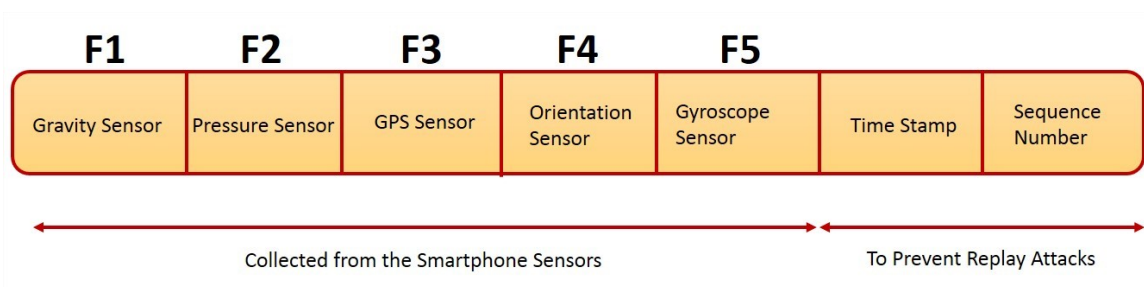 F1 F2 F3 F4 F5
Gravity Sensor Pressure Sensor GPS Sensor Orientation Sensor Gyroscope Sensor Time Stamp Sequence Number
Collected from the Smartphone Sensors To Prevent Replay Attacks